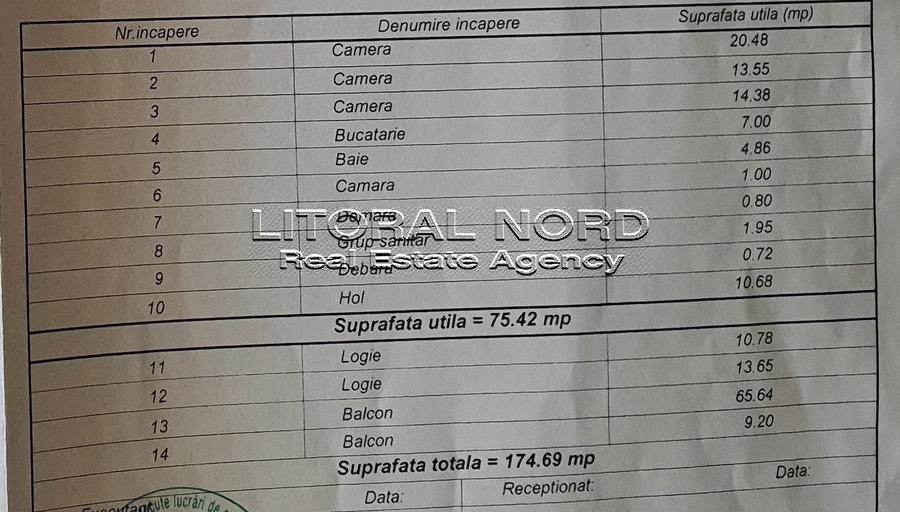 Nr.incapere Denumire incapere Suprafata utila (mp)
1 Camera 20.48
2 Camera 13.55
3 Camera 14.38
4 Bucatarie 7.00
5 Baie 4.86
6 Camara 1.00
7 0.80
8 Grup sanitar 1.95
9 Debara 0.72
10 Hol 10.68
Suprafata utila = 75.42 mp
11 Logie 10.78
12 Logie 13.65
13 Balcon 65.64
14 Balcon 9.20
Suprafata totala = 174.69 mp
Data: Receptionat: Data:
LITORAL NORD
Real Estate Agency
lucrări de